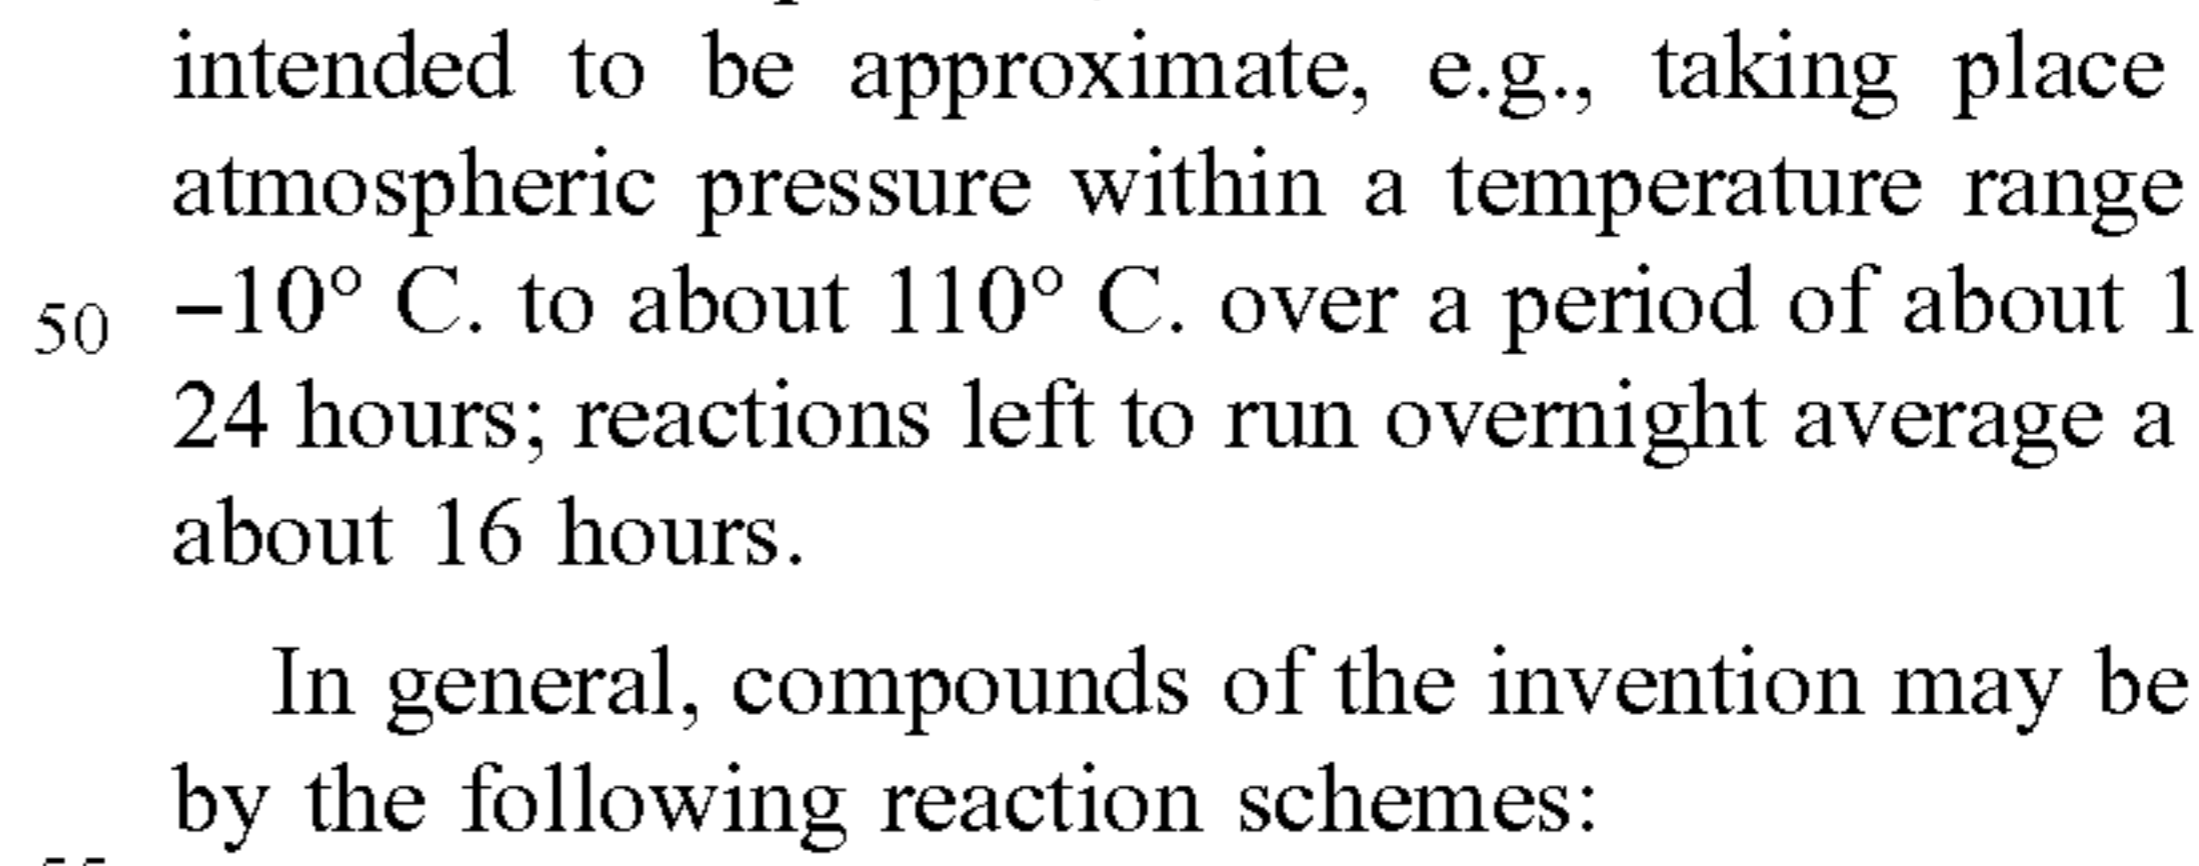 intended to be approximate, e.g., taking place
atmospheric pressure within a temperature range
50 −10° C. to about 110° C. over a period of about 1
24 hours; reactions left to run overnight average a
about 16 hours.
In general, compounds of the invention may be
by the following reaction schemes: